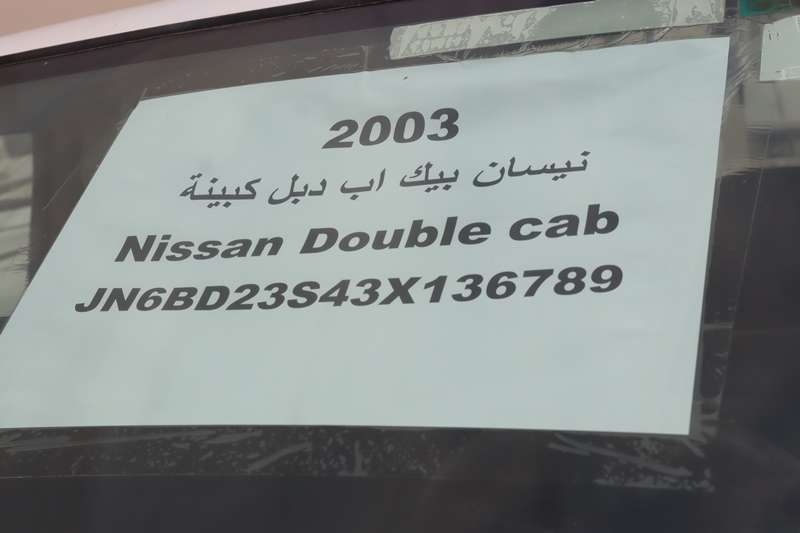 2003
نيسان بيك اب دبل كبينة
Nissan Double cab
JN6BD23S43X136789